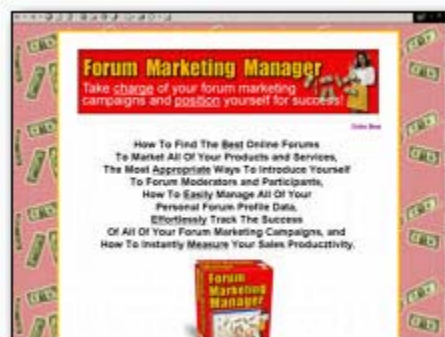 Forum Marketing Manager
Take charge of your forum marketing
campaigns and position yourself for success!
How To Find The Best Online Forums
To Market All Of Your Products and Services,
The Most Appropriate Ways To Introduce Yourself
To Forum Moderators and Participants,
How To Easily Manage All Of Your
Personal Forum Profile Data,
Effortlessly Track The Success
Of All Of Your Forum Marketing Campaigns, and
How To Instantly Measure Your Sales Producztivity.
Forum
Marketing
Manager